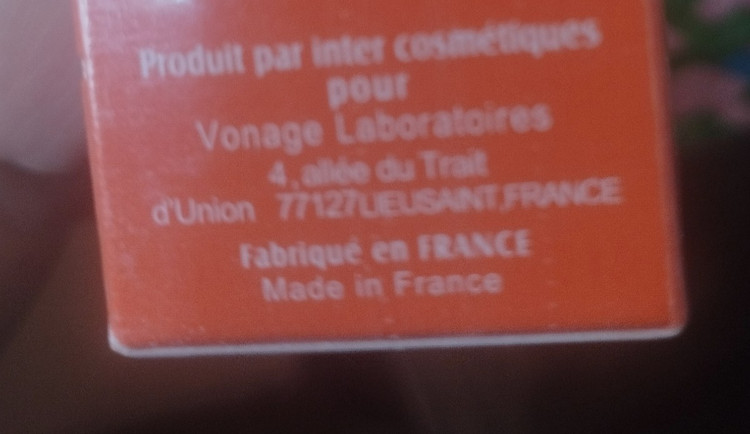 Produit par inter cosmétiques
pour
Vonage Laboratoires
4, allée du Trait
d'Union 77127LIEUSAINT,FRANCE
Fabriqué en FRANCE
Made in France